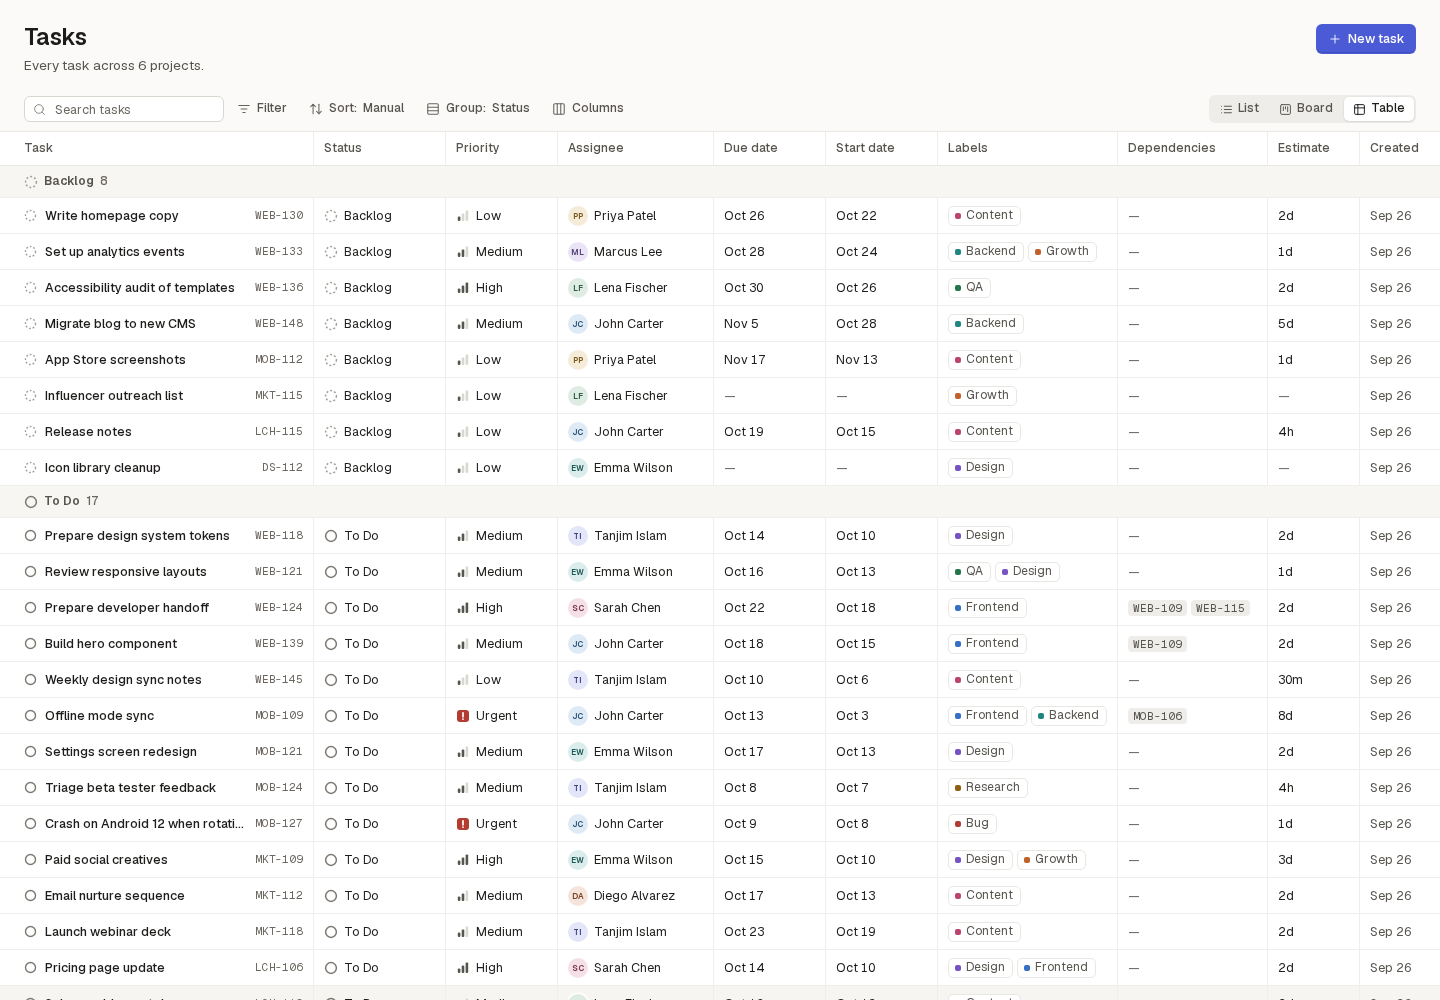 Tasks
Every task across 6 projects.
New task
Search tasks Filter Sort: Manual Group: Status Columns List Board Table
Task Status Priority Assignee Due date Start date Labels Dependencies Estimate Created
Backlog 8
Write homepage copy WEB-130 Backlog Low PP Priya Patel Oct 26 Oct 22 Content — 2d Sep 26
Set up analytics events WEB-133 Backlog Medium ML Marcus Lee Oct 28 Oct 24 Backend Growth — 1d Sep 26
Accessibility audit of templates WEB-136 Backlog High LF Lena Fischer Oct 30 Oct 26 QA — 2d Sep 26
Migrate blog to new CMS WEB-148 Backlog Medium JC John Carter Nov 5 Oct 28 Backend — 5d Sep 26
App Store screenshots MOB-112 Backlog Low PP Priya Patel Nov 17 Nov 13 Content — 1d Sep 26
Influencer outreach list MKT-115 Backlog Low LF Lena Fischer — — Growth — — Sep 26
Release notes LCH-115 Backlog Low JC John Carter Oct 19 Oct 15 Content — 4h Sep 26
Icon library cleanup DS-112 Backlog Low EW Emma Wilson — — Design — — Sep 26
To Do 17
Prepare design system tokens WEB-118 To Do Medium TI Tanjim Islam Oct 14 Oct 10 Design — 2d Sep 26
Review responsive layouts WEB-121 To Do Medium EW Emma Wilson Oct 16 Oct 13 QA Design — 1d Sep 26
Prepare developer handoff WEB-124 To Do High SC Sarah Chen Oct 22 Oct 18 Frontend WEB-109 WEB-115 2d Sep 26
Build hero component WEB-139 To Do Medium JC John Carter Oct 18 Oct 15 Frontend WEB-109 2d Sep 26
Weekly design sync notes WEB-145 To Do Low TI Tanjim Islam Oct 10 Oct 6 Content — 30m Sep 26
Offline mode sync MOB-109 To Do Urgent JC John Carter Oct 13 Oct 3 Frontend Backend MOB-106 8d Sep 26
Settings screen redesign MOB-121 To Do Medium EW Emma Wilson Oct 17 Oct 13 Design — 2d Sep 26
Triage beta tester feedback MOB-124 To Do Medium TI Tanjim Islam Oct 8 Oct 7 Research — 4h Sep 26
Crash on Android 12 when rotati... MOB-127 To Do Urgent JC John Carter Oct 9 Oct 8 Bug — 1d Sep 26
Paid social creatives MKT-109 To Do High EW Emma Wilson Oct 15 Oct 10 Design Growth — 3d Sep 26
Email nurture sequence MKT-112 To Do Medium DA Diego Alvarez Oct 17 Oct 13 Content — 2d Sep 26
Launch webinar deck MKT-118 To Do Medium TI Tanjim Islam Oct 23 Oct 19 Content — 2d Sep 26
Pricing page update LCH-106 To Do High SC Sarah Chen Oct 14 Oct 10 Design Frontend — 2d Sep 26